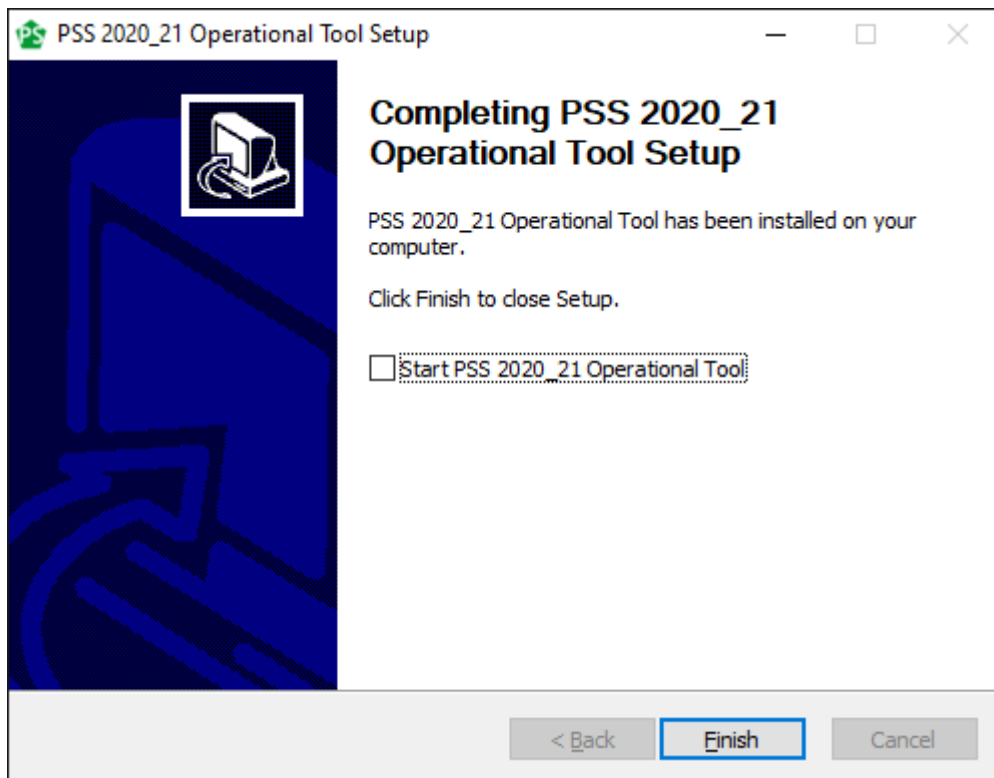 PS PSS 2020_21 Operational Tool Setup
Completing PSS 2020_21
Operational Tool Setup
PSS 2020_21 Operational Tool has been installed on your
computer.
Click Finish to close Setup.
Start PSS 2020_21 Operational Tool
< Back Finish Cancel